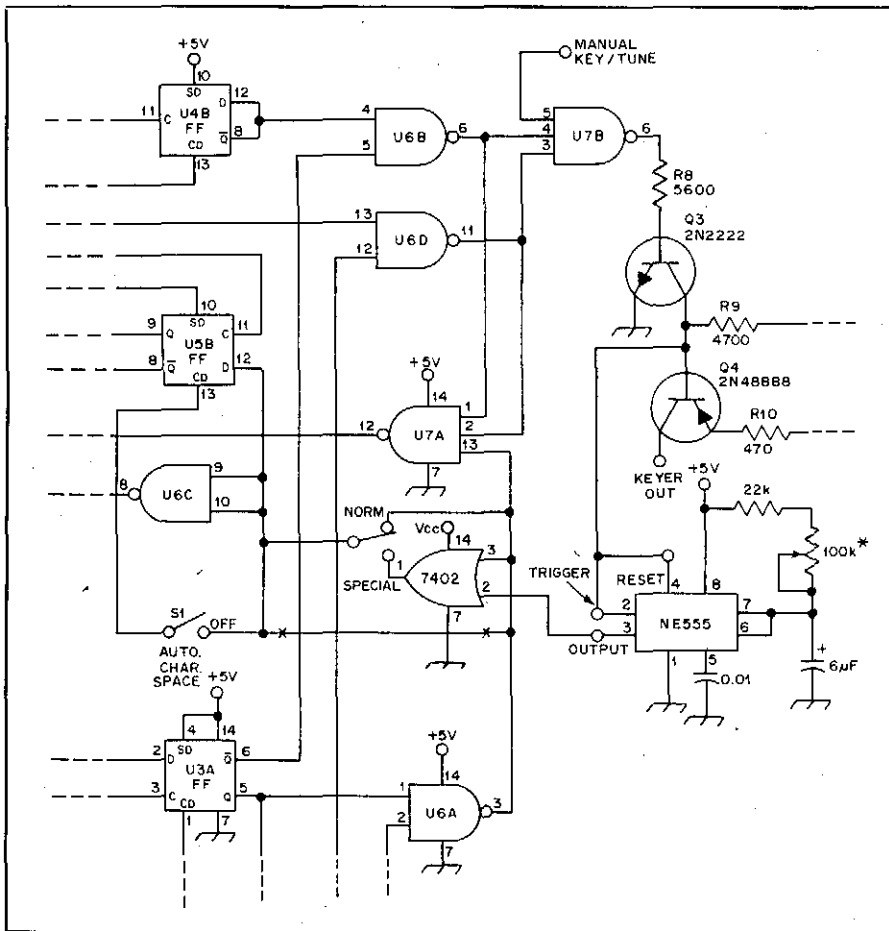 +5V
10
SD
D
12
11
C
U4B
FF
Q̅
8
CD
13
MANUAL
KEY/TUNE
4
5
U6B
6
5
4
3
U7B
6
R8
5600
13
12
U6D
11
Q3
2N2222
10
9
Q
SD
C
11
U5B
8
Q̅
FF
D
12
CD
13
R9
4700
Q4
2N48888
R10
470
KEYER
OUT
+5V
14
12
U7A
1
2
13
7
8
U6C
9
10
NORM
SPECIAL
Vcc
14
1
7402
3
2
7
+5V
22k
100k*
TRIGGER
RESET
4
8
2
7
NE555
3
6
OUTPUT
1
5
0.01
+
6µF
S1
OFF
AUTO.
CHAR.
SPACE
+5V
4
14
2
D
SD
Q̅
6
U3A
3
C
FF
Q
5
CD
1
7
+5V
14
1
2
U6A
3
7